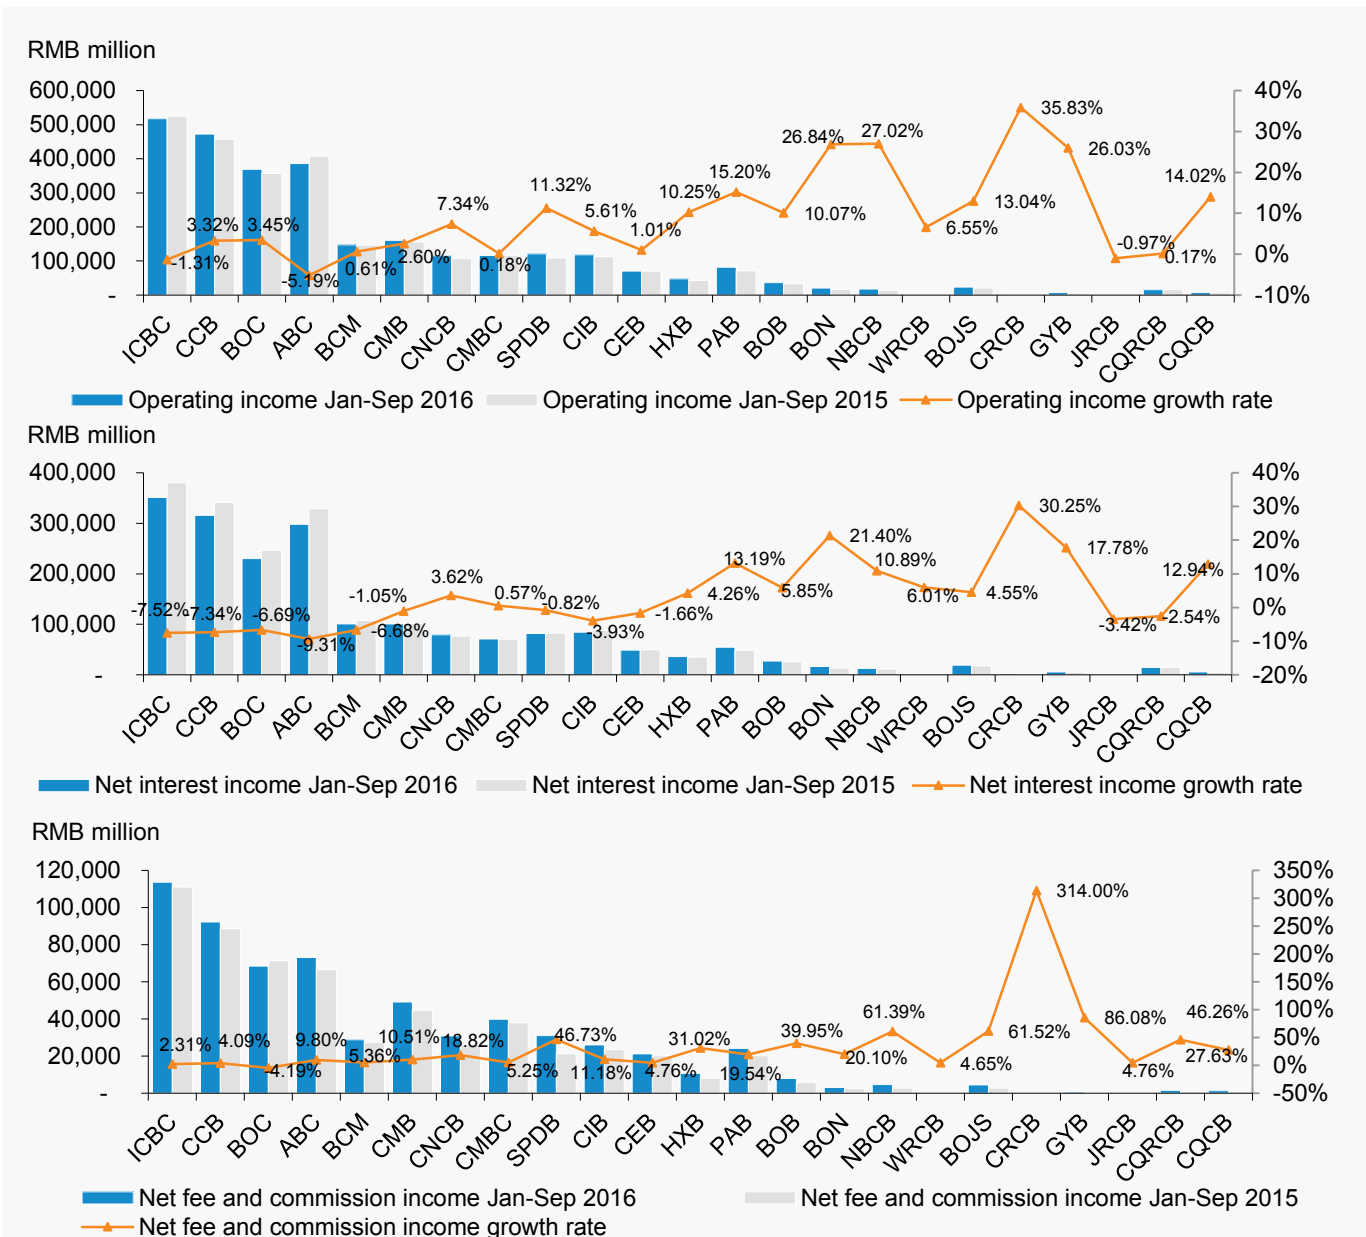 RMB million
600,000
500,000
400,000
300,000
200,000
100,000
-
40%
30%
20%
10%
0%
-10%
-1.31%
3.32%
3.45%
-5.19%
0.61%
2.60%
7.34%
0.18%
11.32%
5.61%
1.01%
10.25%
15.20%
10.07%
26.84%
27.02%
6.55%
13.04%
35.83%
26.03%
-0.97%
0.17%
14.02%
ICBC
CCB
BOC
ABC
BCM
CMB
CNCB
CMBC
SPDB
CIB
CEB
HXB
PAB
BOB
BON
NBCB
WRCB
BOJS
CRCB
GYB
JRCB
CQRCB
CQCB
Operating income Jan-Sep 2016
Operating income Jan-Sep 2015
Operating income growth rate
RMB million
400,000
300,000
200,000
100,000
-
40%
30%
20%
10%
0%
-10%
-20%
-7.52%
-7.34%
-6.69%
-9.31%
-6.68%
-1.05%
3.62%
0.57%
-0.82%
-3.93%
-1.66%
4.26%
13.19%
5.85%
21.40%
10.89%
6.01%
4.55%
30.25%
17.78%
-3.42%
-2.54%
12.94%
ICBC
CCB
BOC
ABC
BCM
CMB
CNCB
CMBC
SPDB
CIB
CEB
HXB
PAB
BOB
BON
NBCB
WRCB
BOJS
CRCB
GYB
JRCB
CQRCB
CQCB
Net interest income Jan-Sep 2016
Net interest income Jan-Sep 2015
Net interest income growth rate
RMB million
120,000
100,000
80,000
60,000
40,000
20,000
-
350%
300%
250%
200%
150%
100%
50%
0%
-50%
2.31%
4.09%
-4.19%
9.80%
5.36%
10.51%
18.82%
5.25%
46.73%
11.18%
4.76%
31.02%
19.54%
39.95%
20.10%
61.39%
4.65%
61.52%
314.00%
86.08%
4.76%
46.26%
27.63%
ICBC
CCB
BOC
ABC
BCM
CMB
CNCB
CMBC
SPDB
CIB
CEB
HXB
PAB
BOB
BON
NBCB
WRCB
BOJS
CRCB
GYB
JRCB
CQRCB
CQCB
Net fee and commission income Jan-Sep 2016
Net fee and commission income Jan-Sep 2015
Net fee and commission income growth rate